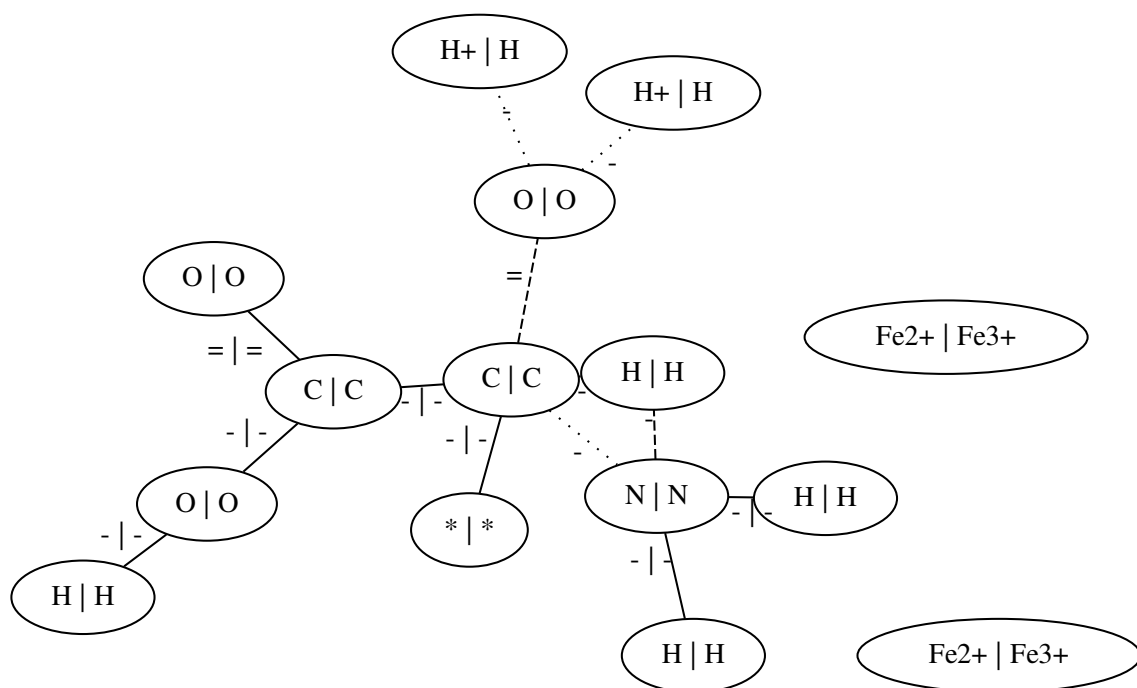 H+ | H
H+ | H
-
-
O | O
=
O | O
= | =
Fe2+ | Fe3+
C | C
- | -
C | C
-
H | H
-
- | -
- | -
-
O | O
N | N
- | -
H | H
* | *
- | -
- | -
H | H
H | H
Fe2+ | Fe3+